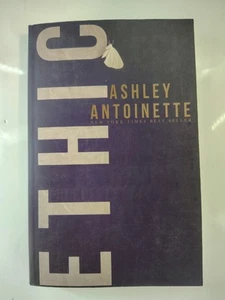 ETHIC
ASHLEY
ANTOINETTE
NEW YORK TIMES BEST SELLER